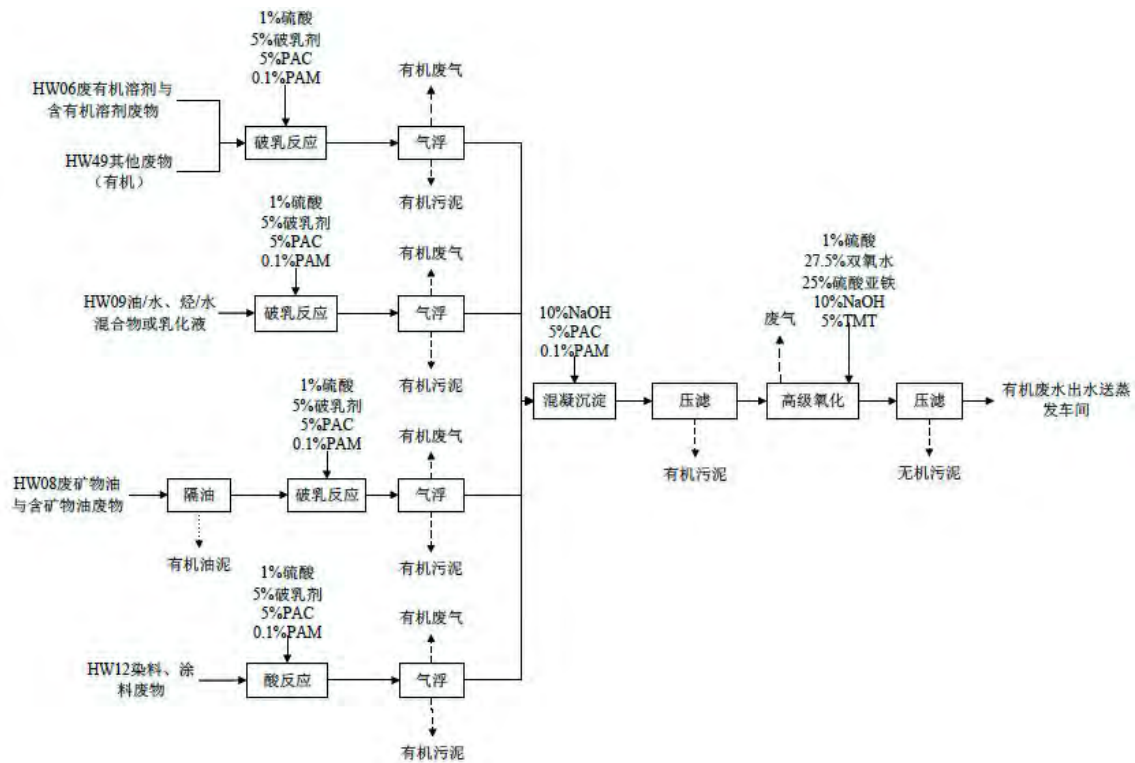 1%硫酸
5%破乳剂
5%PAC
0.1%PAM
有机废气
HW06废有机溶剂与
含有机溶剂废物
破乳反应
气浮
HW49其他废物
（有机）
有机污泥
1%硫酸
5%破乳剂
5%PAC
0.1%PAM
有机废气
HW09油/水、烃/水
混合物或乳化液
破乳反应
气浮
有机污泥
10%NaOH
5%PAC
0.1%PAM
混凝沉淀
压滤
有机污泥
1%硫酸
27.5%双氧水
25%硫酸亚铁
10%NaOH
5%TMT
废气
高级氧化
压滤
无机污泥
有机废水出水送蒸
发车间
1%硫酸
5%破乳剂
5%PAC
0.1%PAM
有机废气
HW08废矿物油
与含矿物油废物
隔油
破乳反应
气浮
有机油泥
有机污泥
1%硫酸
5%破乳剂
5%PAC
0.1%PAM
有机废气
HW12染料、涂
料废物
酸反应
气浮
有机污泥